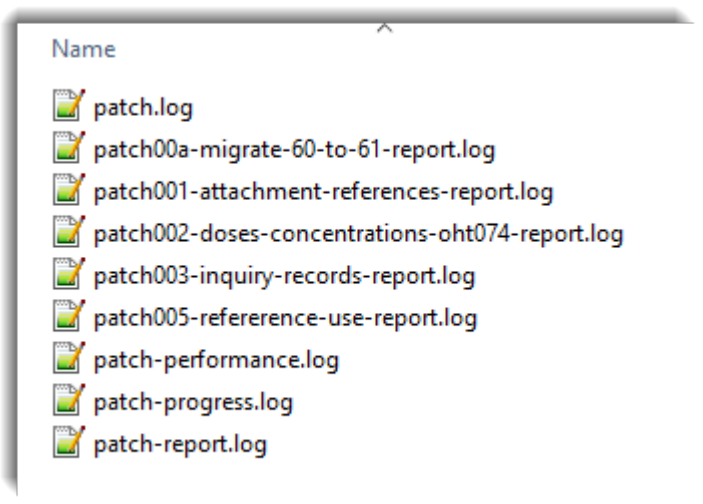 Name
patch.log
patch00a-migrate-60-to-61-report.log
patch001-attachment-references-report.log
patch002-doses-concentrations-oht074-report.log
patch003-inquiry-records-report.log
patch005-refererence-use-report.log
patch-performance.log
patch-progress.log
patch-report.log